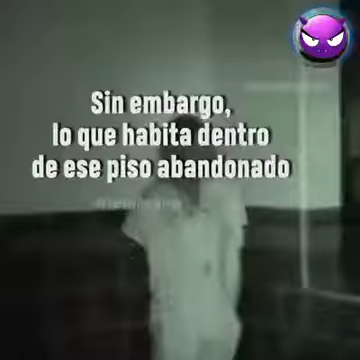 Sin embargo,
lo que habita dentro
de ese piso abandonado